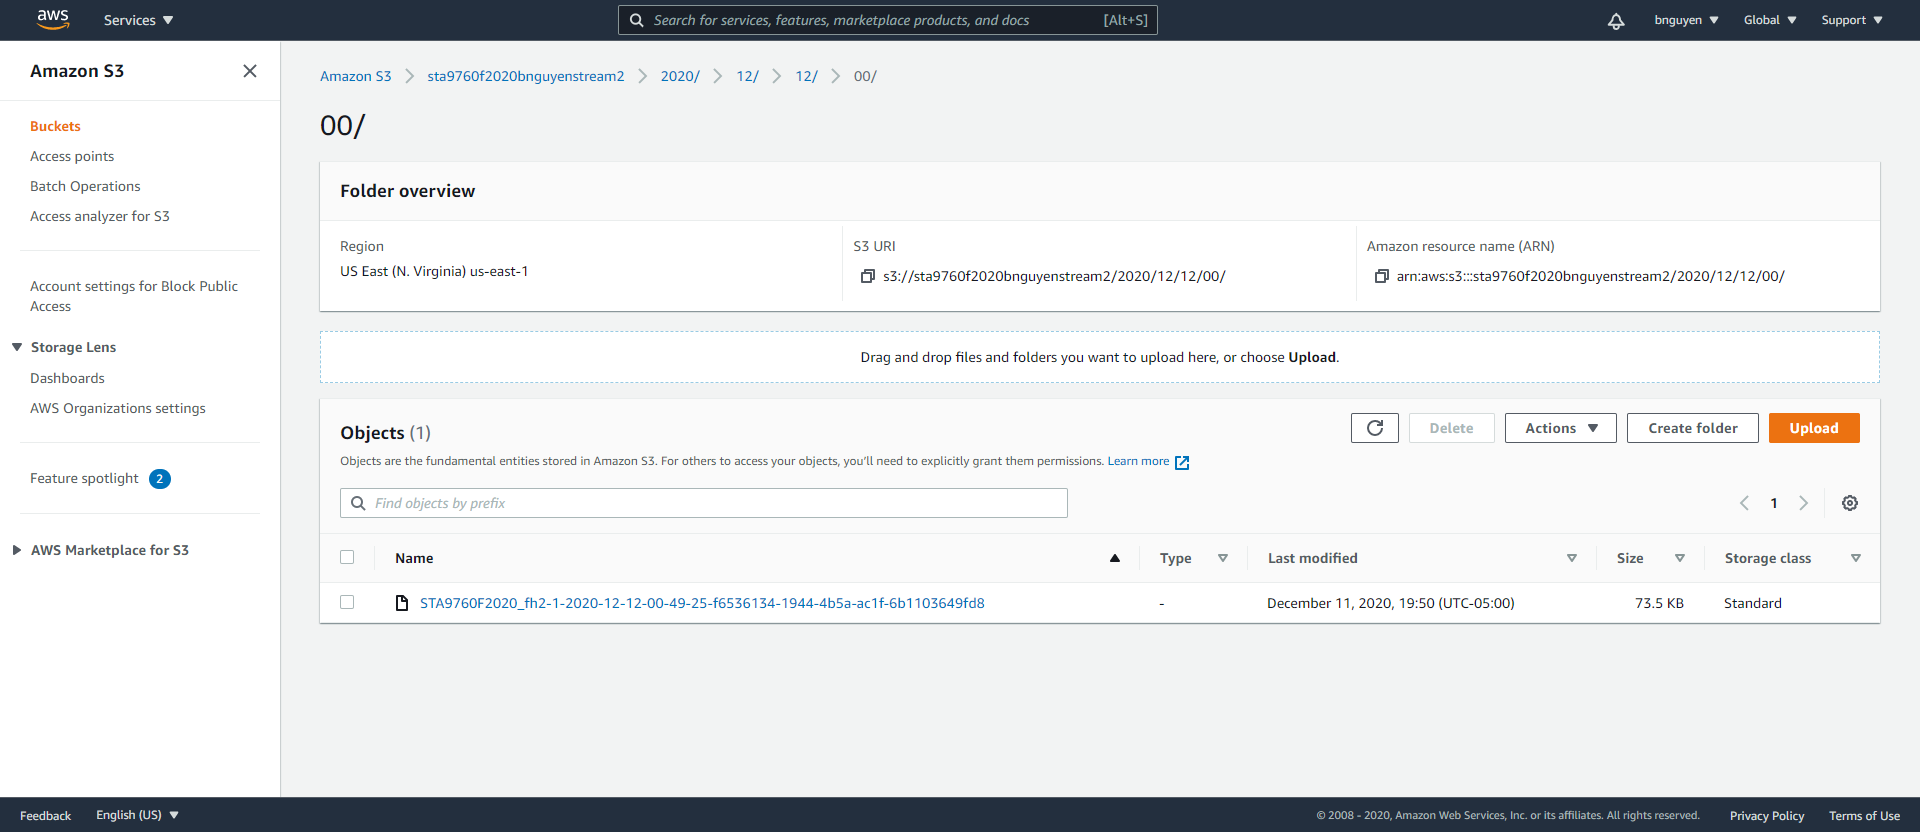 aws Services Search for services, features, marketplace products, and docs [Alt+S] bnguyen Global Support
Amazon S3
Buckets
Access points
Batch Operations
Access analyzer for S3
Account settings for Block Public
Access
Storage Lens
Dashboards
AWS Organizations settings
Feature spotlight 2
AWS Marketplace for S3
Amazon S3 sta9760f2020bnguyenstream2 2020/ 12/ 12/ 00/
00/
Folder overview
Region
US East (N. Virginia) us-east-1
S3 URI
s3://sta9760f2020bnguyenstream2/2020/12/12/00/
Amazon resource name (ARN)
arn:aws:s3:::sta9760f2020bnguyenstream2/2020/12/12/00/
Drag and drop files and folders you want to upload here, or choose Upload.
Objects (1)
Delete Actions Create folder Upload
Objects are the fundamental entities stored in Amazon S3. For others to access your objects, you'll need to explicitly grant them permissions. Learn more
Find objects by prefix
1
Name Type Last modified Size Storage class
STA9760F2020_fh2-1-2020-12-12-00-49-25-f6536134-1944-4b5a-ac1f-6b1103649fd8 - December 11, 2020, 19:50 (UTC-05:00) 73.5 KB Standard
Feedback English (US) © 2008 - 2020, Amazon Web Services, Inc. or its affiliates. All rights reserved. Privacy Policy Terms of Use